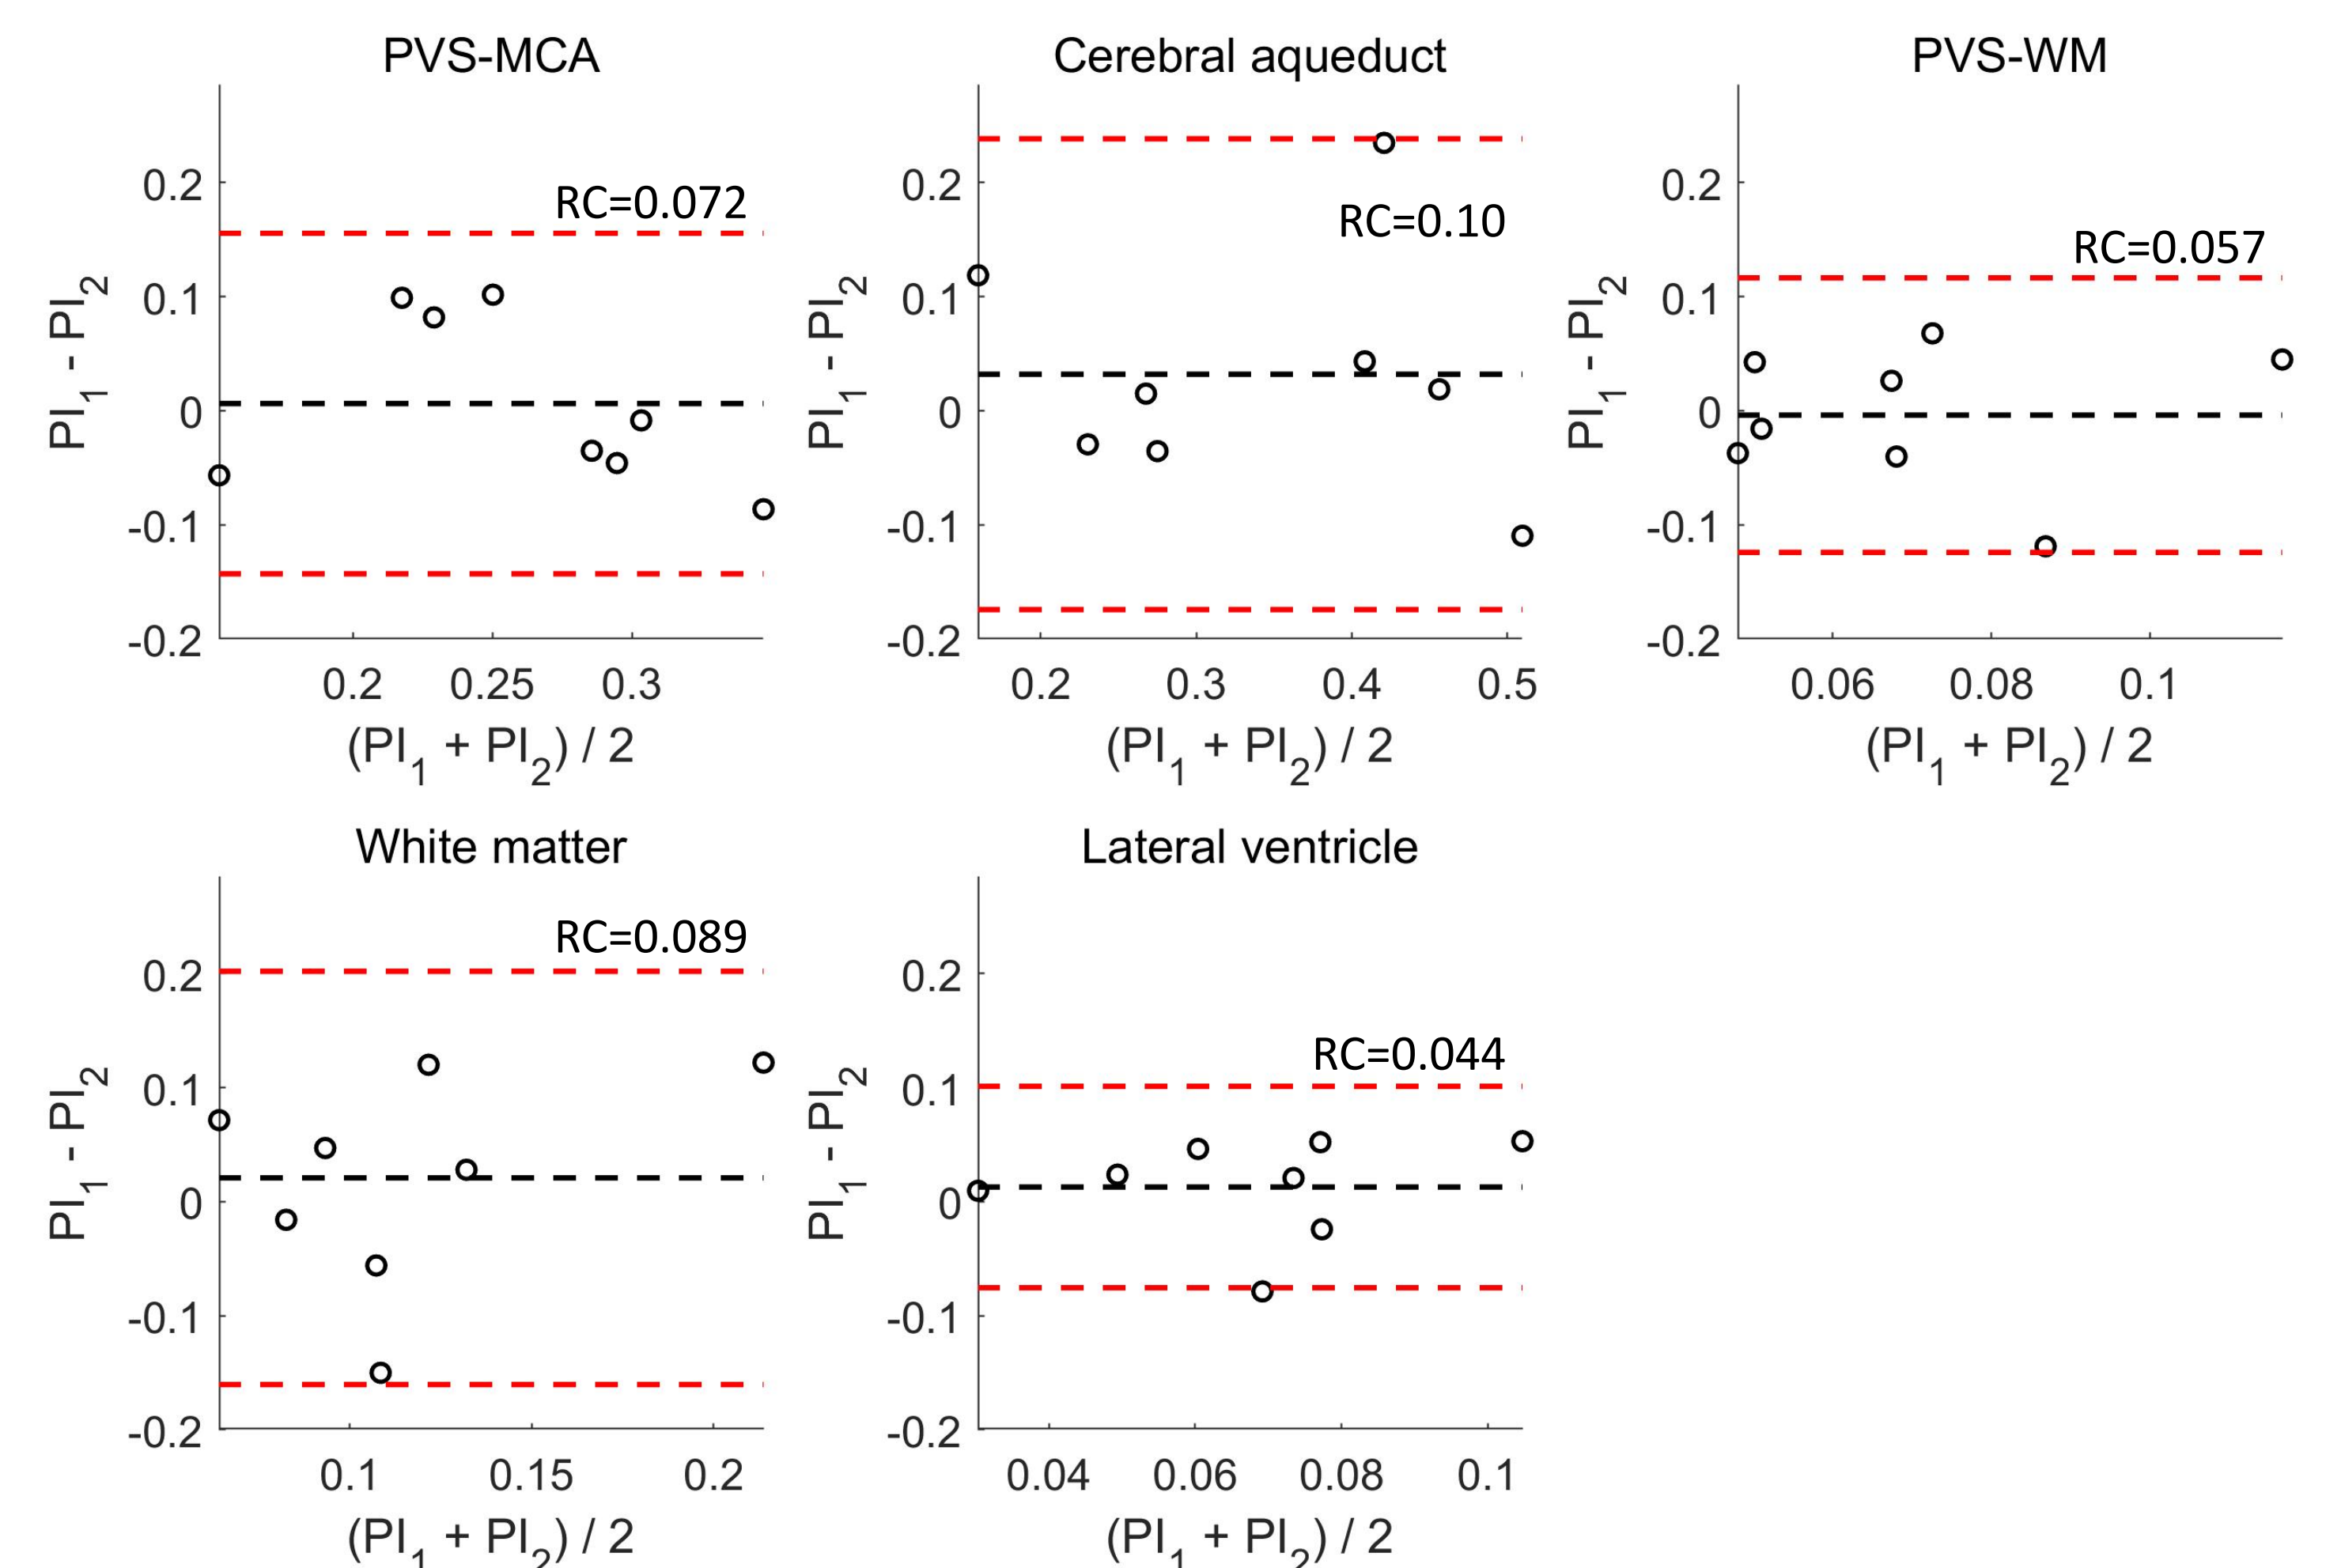 PVS-MCA
RC=0.072
0.2
0.1
0
-0.1
-0.2
PI1 - PI2
0.2 0.25 0.3
(PI1 + PI2) / 2
Cerebral aqueduct
RC=0.10
0.2
0.1
0
-0.1
-0.2
PI1 - PI2
0.2 0.3 0.4 0.5
(PI1 + PI2) / 2
PVS-WM
RC=0.057
0.2
0.1
0
-0.1
-0.2
PI1 - PI2
0.06 0.08 0.1
(PI1 + PI2) / 2
White matter
RC=0.089
0.2
0.1
0
-0.1
-0.2
PI1 - PI2
0.1 0.15 0.2
(PI1 + PI2) / 2
Lateral ventricle
RC=0.044
0.2
0.1
0
-0.1
-0.2
PI1 - PI2
0.04 0.06 0.08 0.1
(PI1 + PI2) / 2